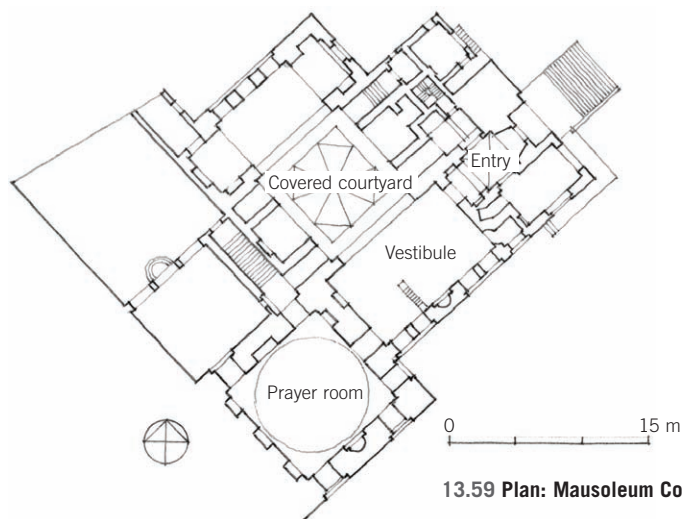 Entry
Covered courtyard
Vestibule
Prayer room
0 15 m
13.59 Plan: Mausoleum Co